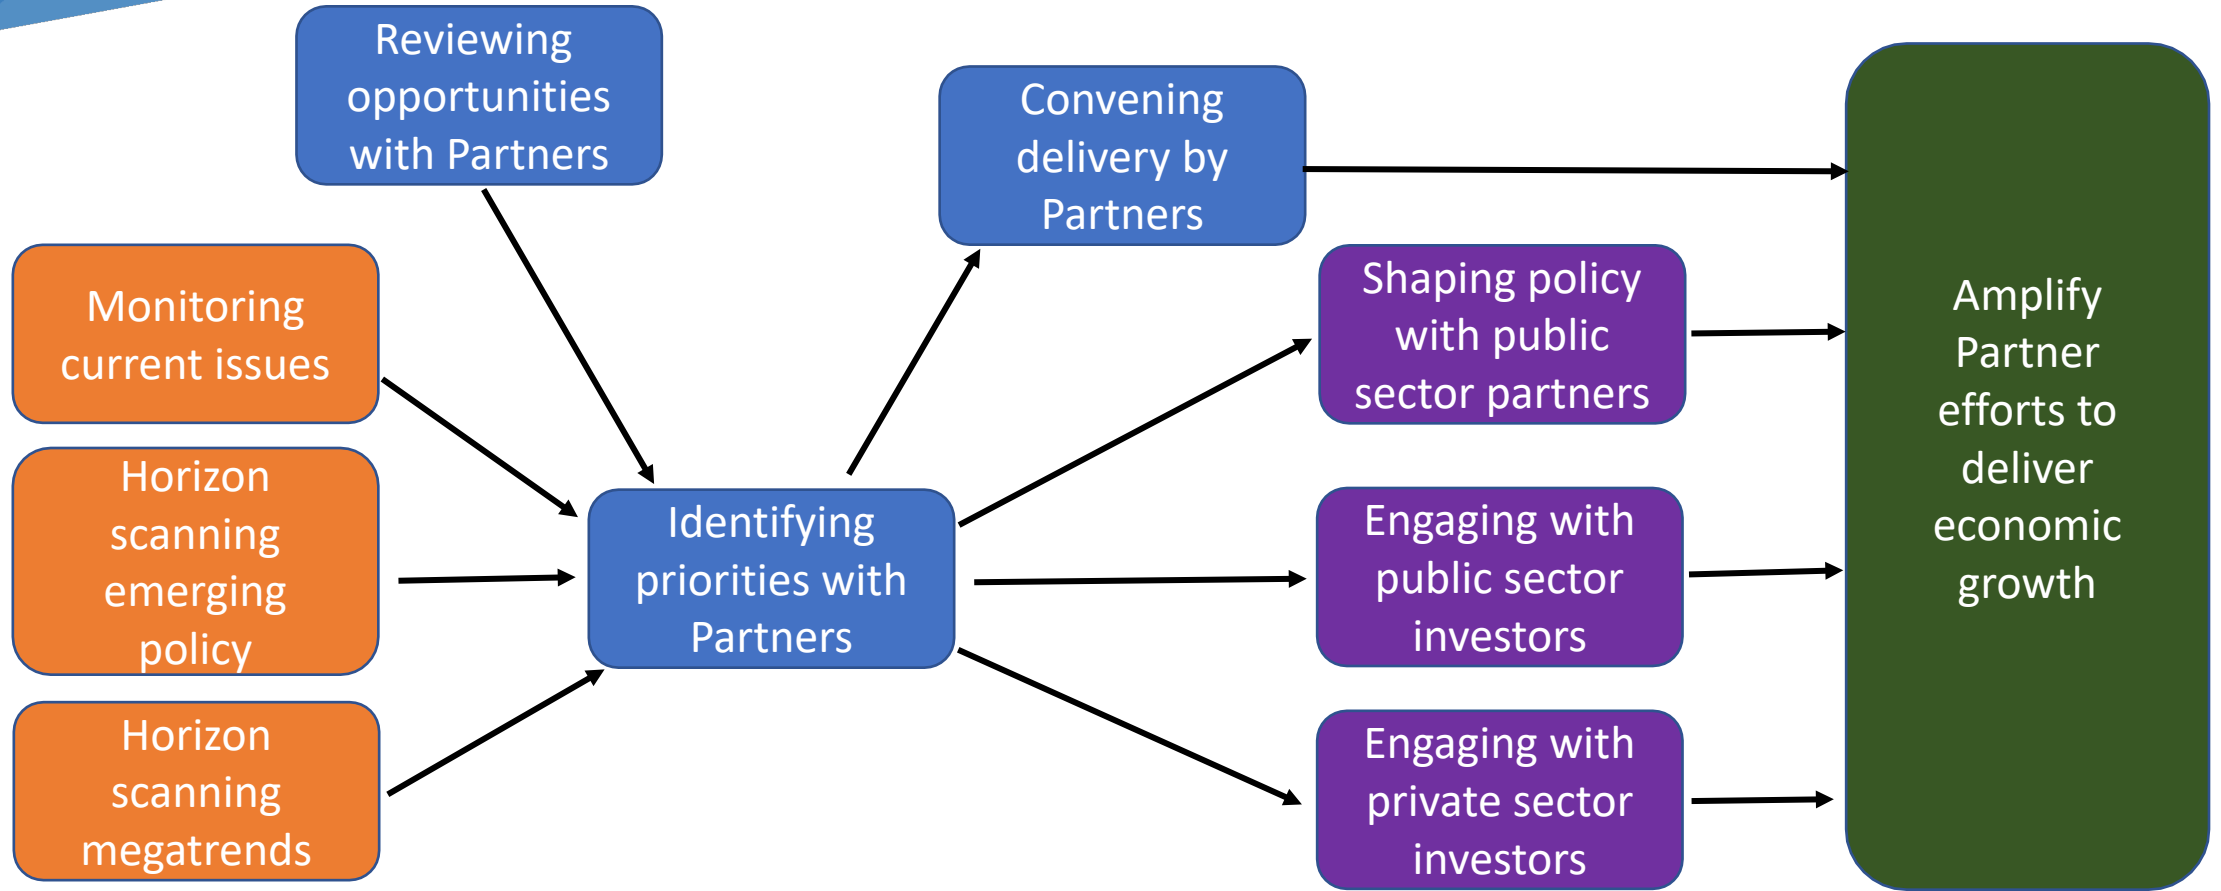 Reviewing
opportunities
with Partners
Convening
delivery by
Partners
Monitoring
current issues
Shaping policy
with public
sector partners
Amplify
Partner
efforts to
deliver
economic
growth
Horizon
scanning
emerging
policy
Identifying
priorities with
Partners
Engaging with
public sector
investors
Horizon
scanning
megatrends
Engaging with
private sector
investors